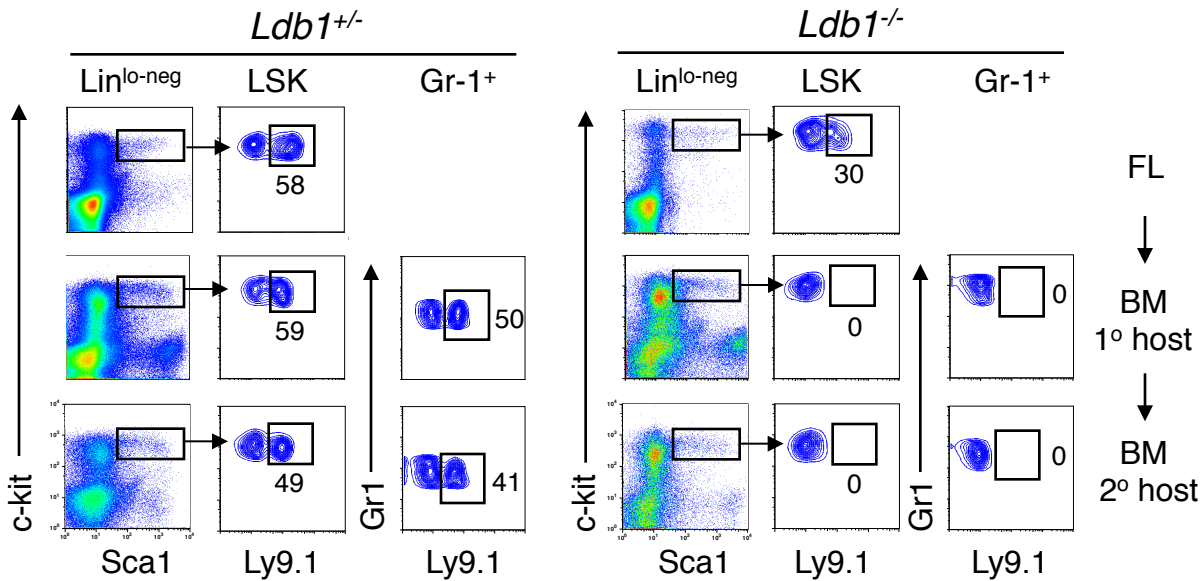 Ldb1+/- Ldb1-/-
Linlo-neg LSK Gr-1+ Linlo-neg LSK Gr-1+
58 30 FL
59 50 0 0 BM
1o host
49 41 0 0 BM
2o host
c-kit Gr1 c-kit Gr1
Sca1 Ly9.1 Ly9.1 Sca1 Ly9.1 Ly9.1